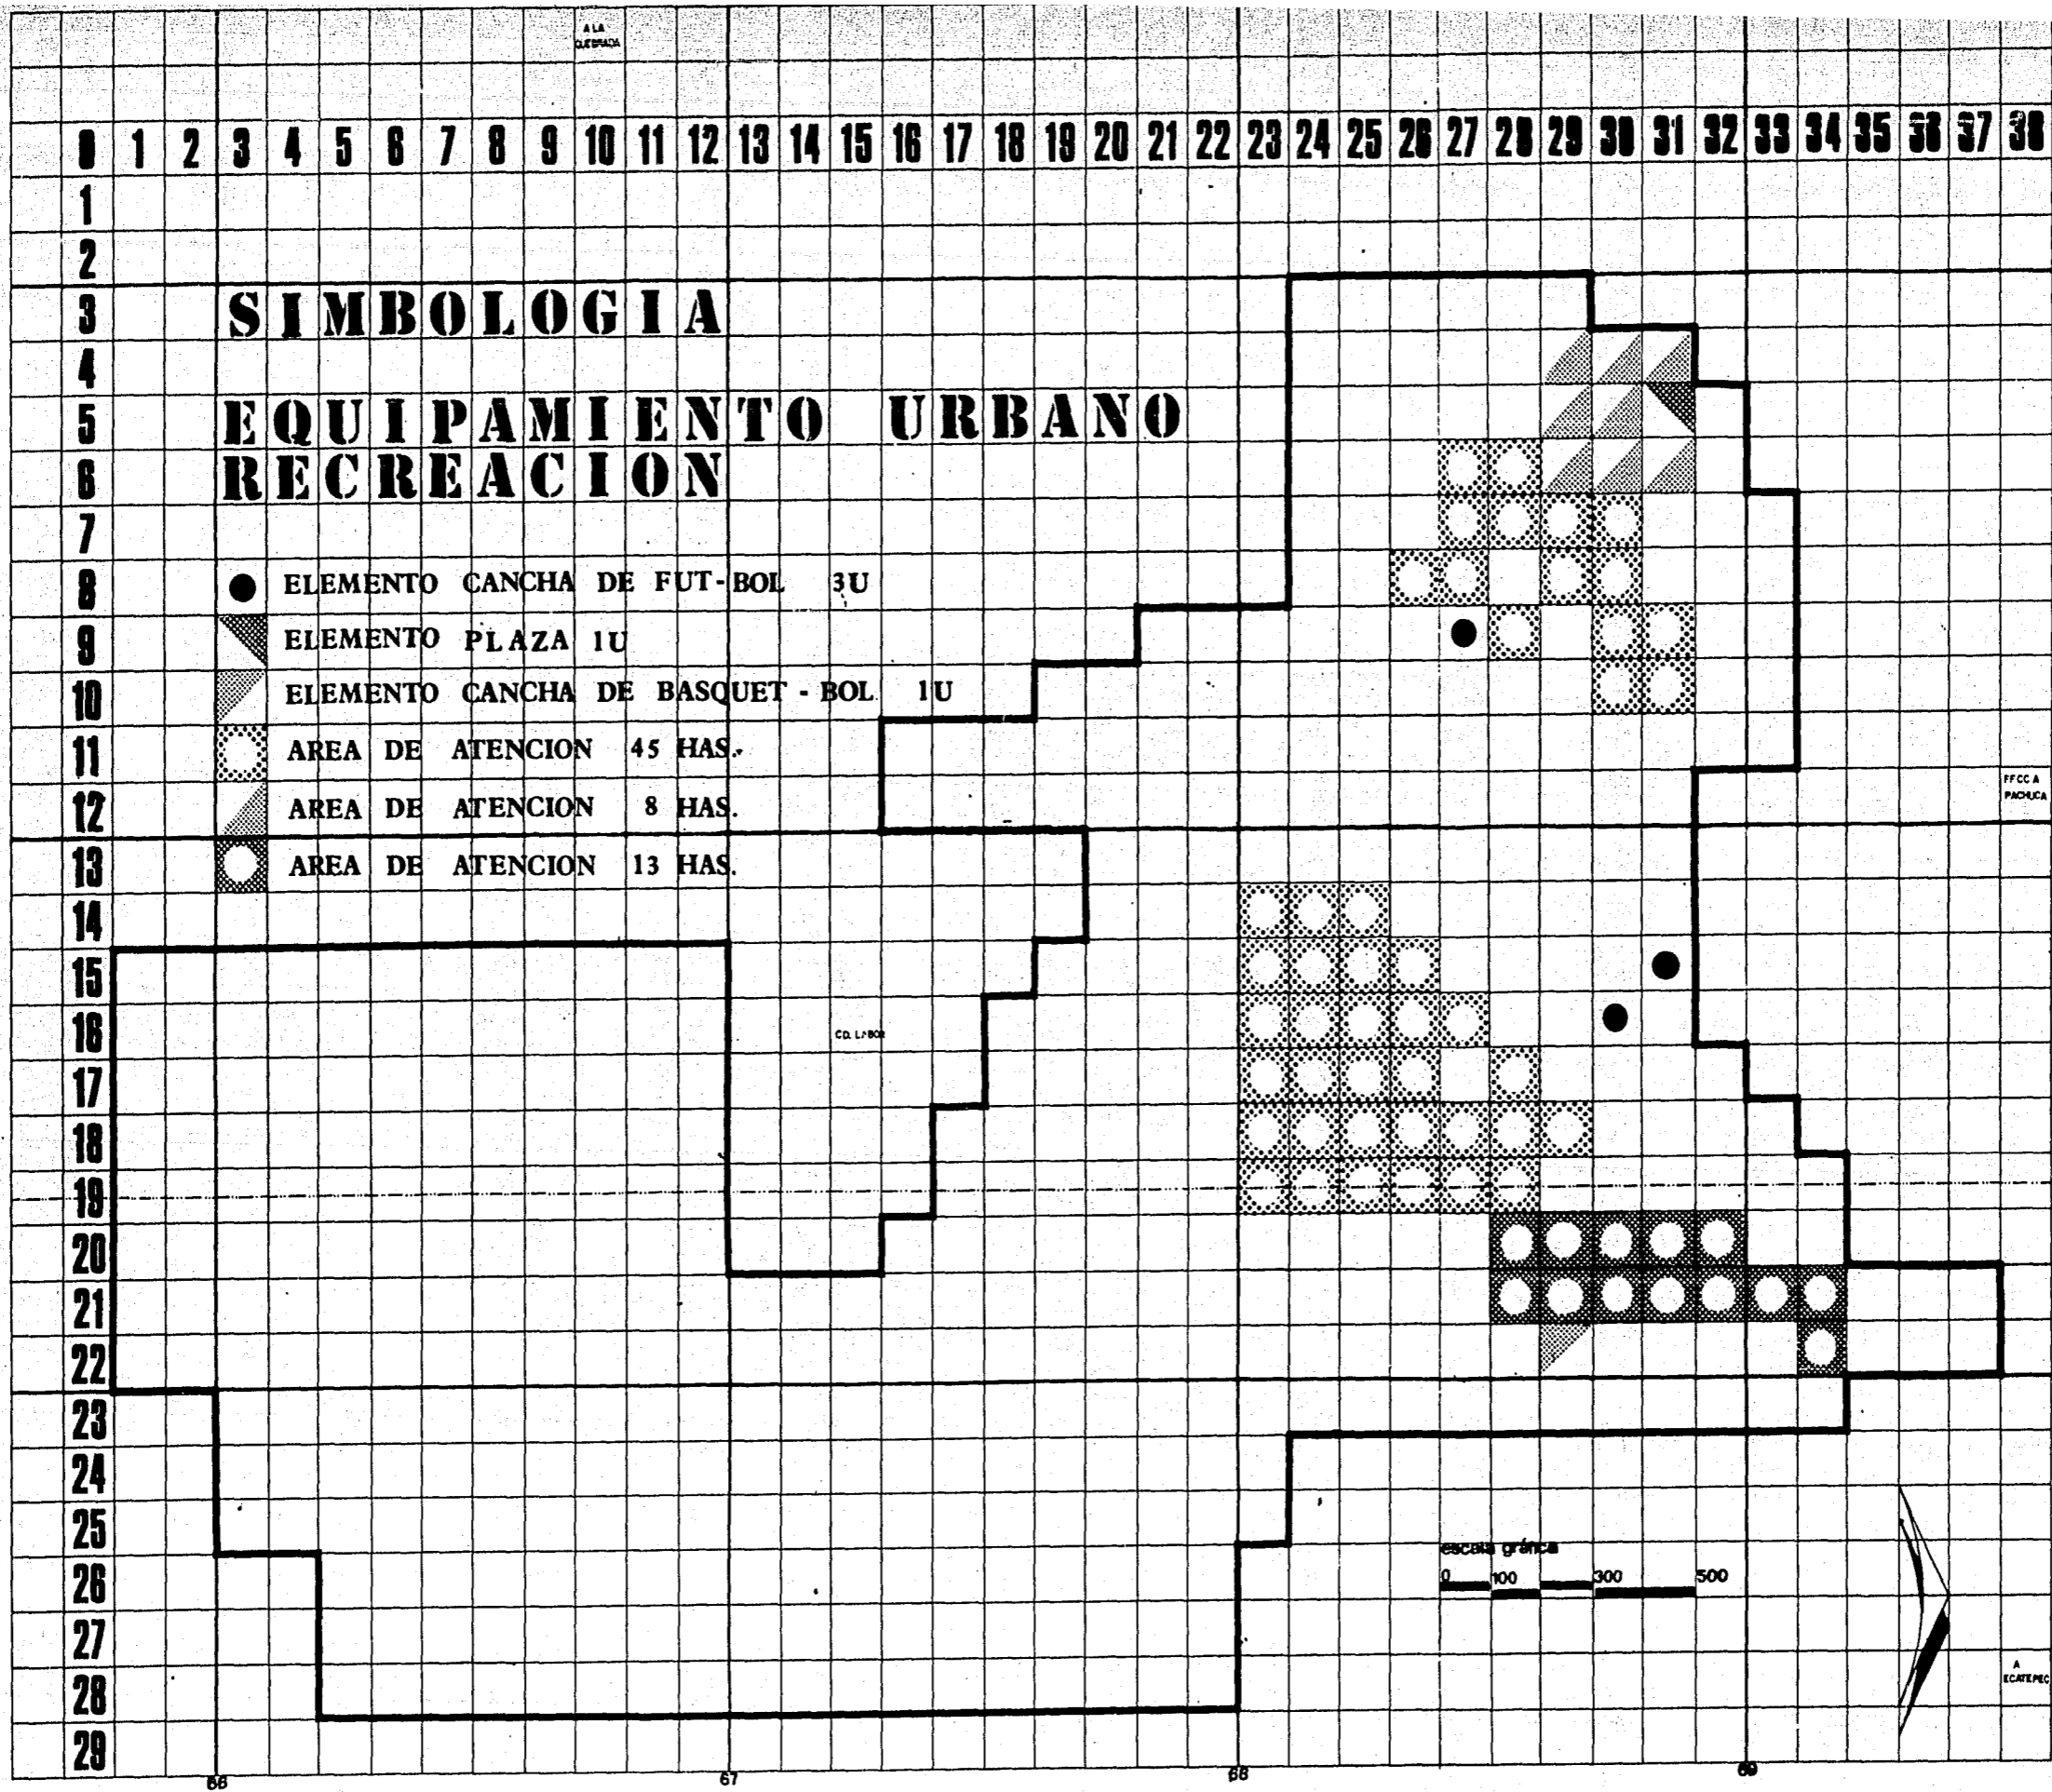 A LA
QUEBRADA
0 1 2 3 4 5 6 7 8 9 10 11 12 13 14 15 16 17 18 19 20 21 22 23 24 25 26 27 28 29 30 31 32 33 34 35 36 37 38
1
2
3
SIMBOLOGIA
4
5
EQUIPAMIENTO URBANO
6
RECREACION
7
8
ELEMENTO CANCHA DE FUT-BOL 3U
9
ELEMENTO PLAZA 1U
10
ELEMENTO CANCHA DE BASQUET-BOL 1U
11
AREA DE ATENCION 45 HAS.
FFCC A
PACHUCA
12
AREA DE ATENCION 8 HAS.
13
AREA DE ATENCION 13 HAS.
14
15
16
CD. LABOR
17
18
19
20
21
22
23
24
25
escala gráfica
26
0 100 300 500
27
28
A
ECATEPEC
29
66 67 68 69